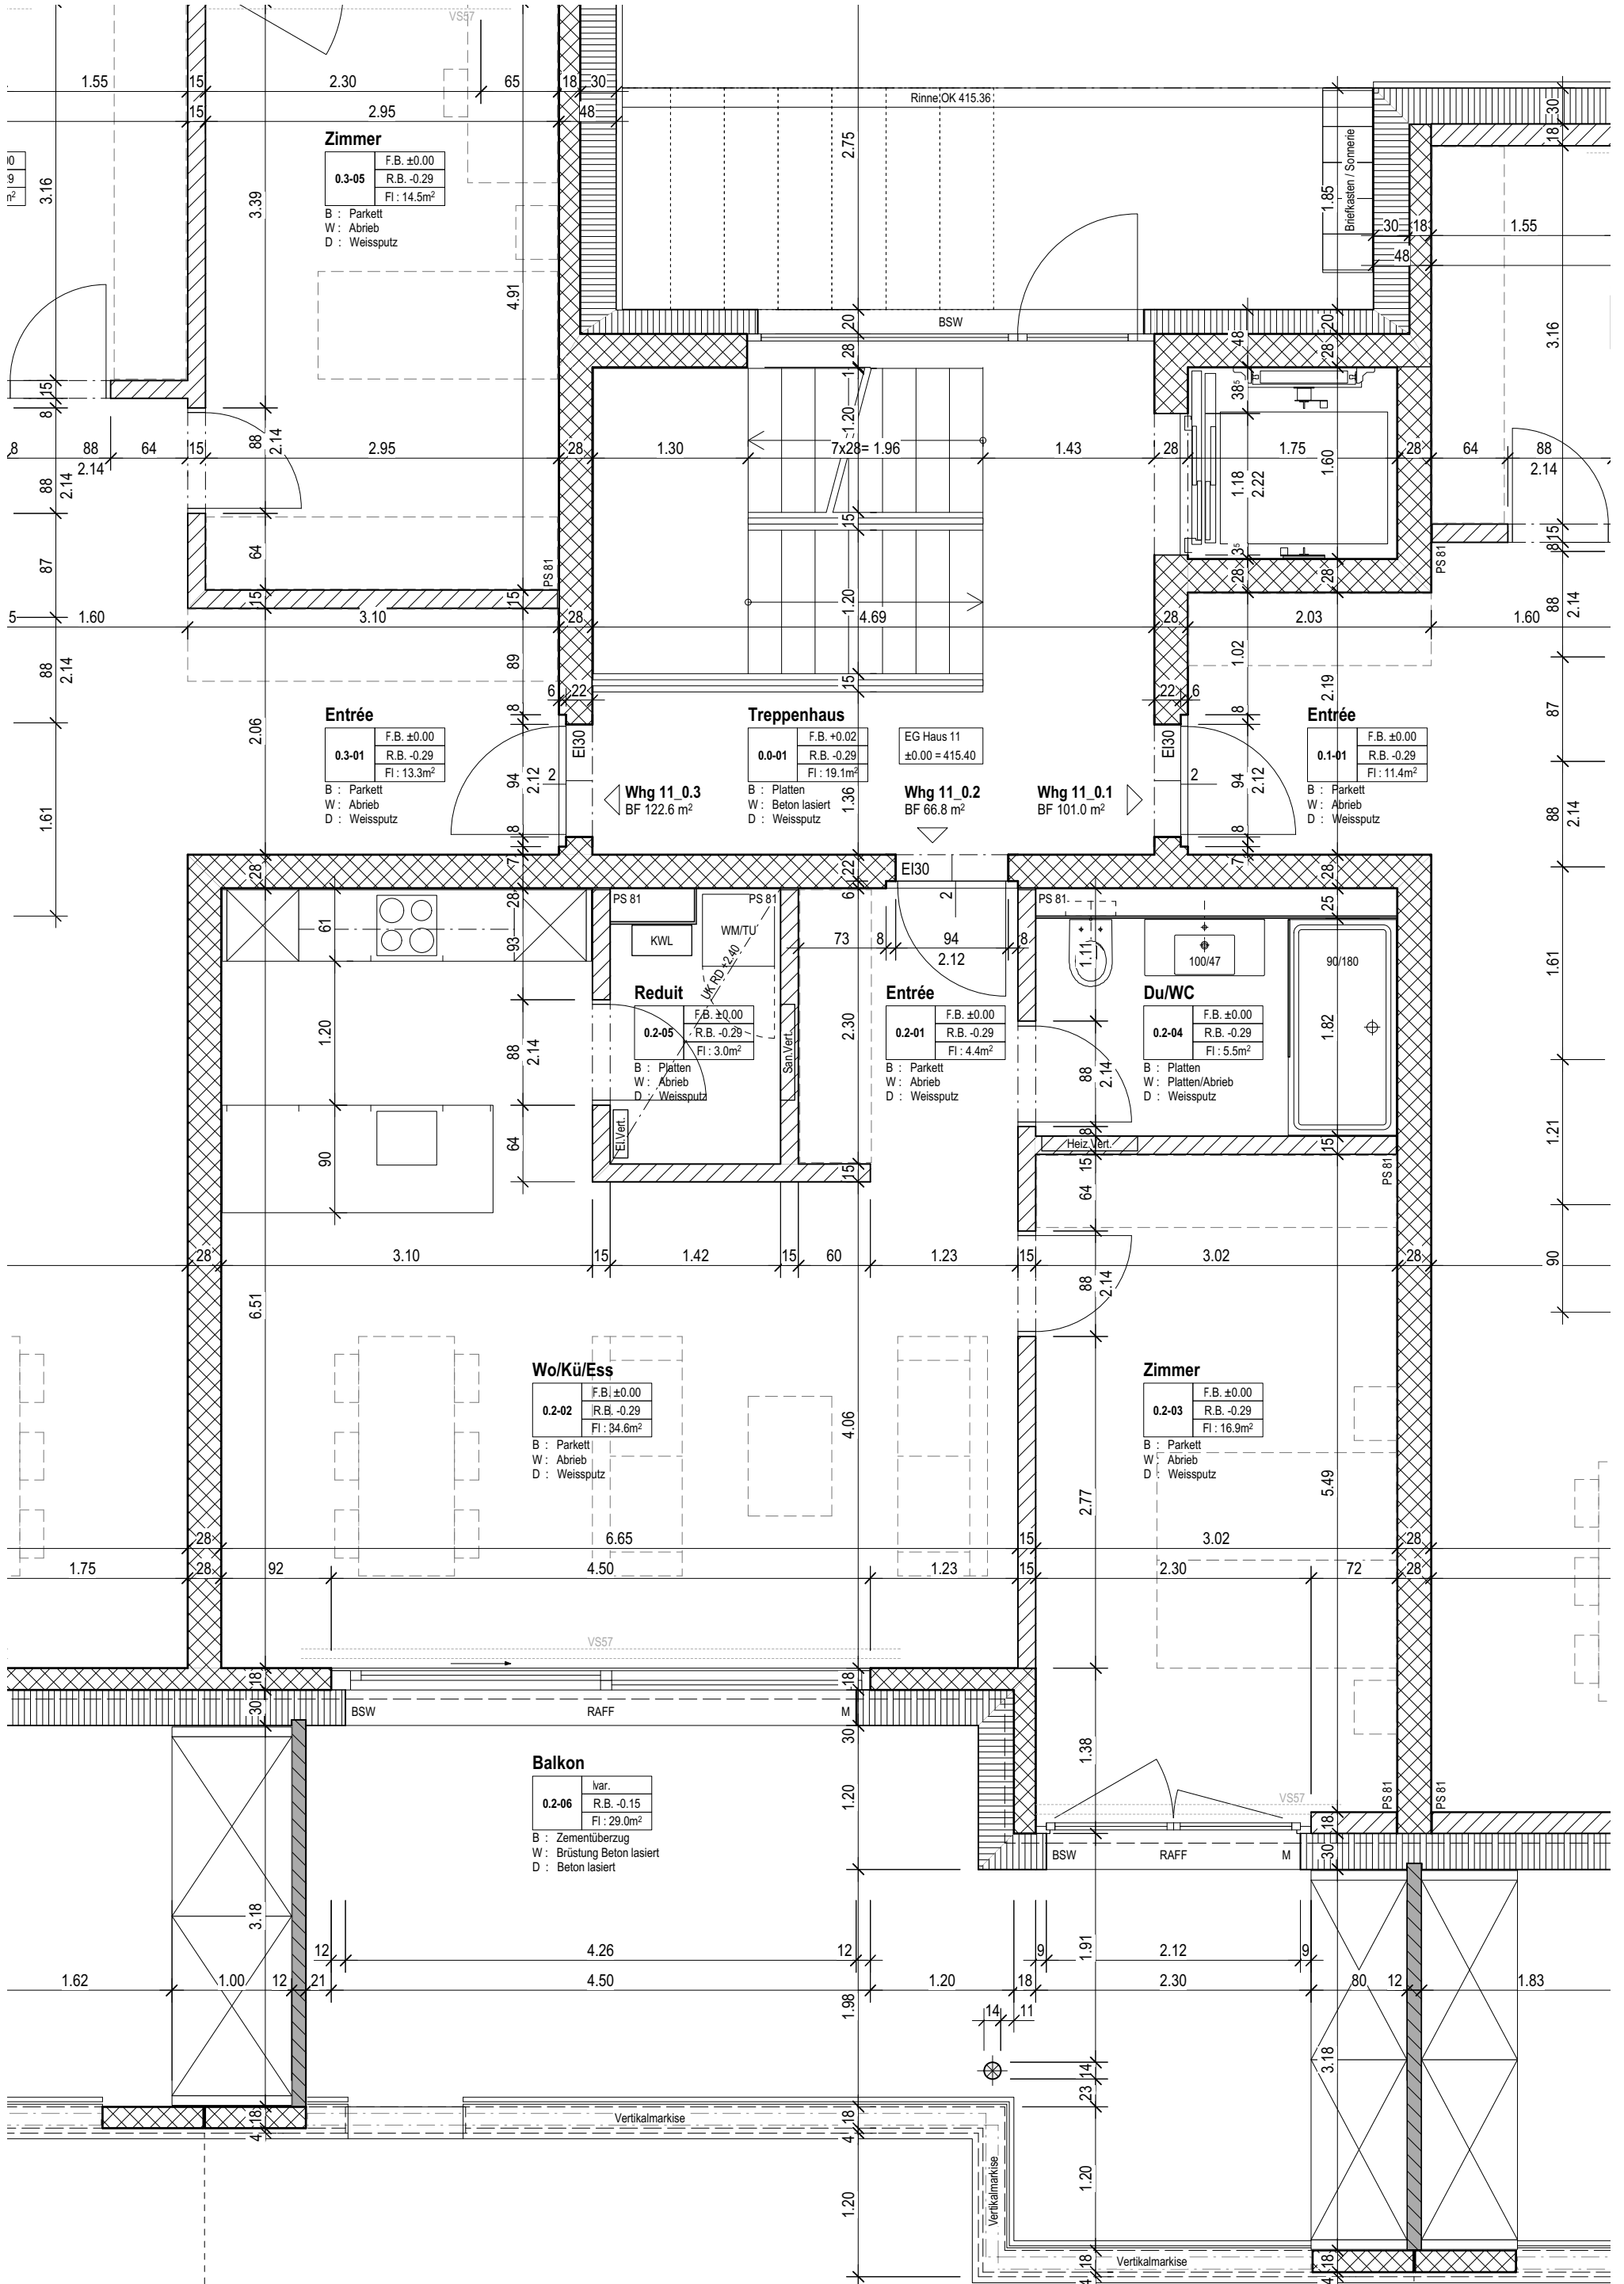 VS57
1.55
15
2.30
65
18
30
15
2.95
48
Rinne OK 415.36
Zimmer
0.3-05
F.B. ±0.00
R.B. -0.29
Fl : 14.5m²
B : Parkett
W : Abrieb
D : Weissputz
3.16
3.39
4.91
2.75
1.85
Briefkasten / Sonnerie
30
18
30
18
1.55
48
3.16
BSW
20
28
48
20
28
15
8
88
2.14
38⁵
1.20
8
88
2.14
64
15
2.95
28
1.30
7x28= 1.96
1.43
28
1.75
28
64
88
2.14
1.18
2.22
1.60
88
2.14
87
64
15
15
PS 81
15
1.20
3⁵
28
28
PS 81
15
8
5
1.60
3.10
28
4.69
28
2.03
1.60
88
2.14
88
2.14
89
15
1.02
2.19
6
22
22
6
87
Entrée
0.3-01
F.B. ±0.00
R.B. -0.29
Fl : 13.3m²
B : Parkett
W : Abrieb
D : Weissputz
2.06
8
94
2.12
8
2
EI30
Treppenhaus
0.0-01
F.B. +0.02
R.B. -0.29
Fl : 19.1m²
B : Platten
W : Beton lasiert
D : Weissputz
EG Haus 11
±0.00 = 415.40
1.36
EI30
2
8
94
2.12
8
Entrée
0.1-01
F.B. ±0.00
R.B. -0.29
Fl : 11.4m²
B : Parkett
W : Abrieb
D : Weissputz
Whg 11_0.3
BF 122.6 m²
Whg 11_0.2
BF 66.8 m²
Whg 11_0.1
BF 101.0 m²
1.61
88
2.14
28
7
28
22
6
EI30
2
7
28
25
61
93
PS 81
PS 81
KWL
WM/TU
UK RD +2.40
73
8
94
2.12
8
PS 81
1.11
100/47
90/180
1.61
Reduit
0.2-05
F.B. ±0.00
R.B. -0.29
Fl : 3.0m²
B : Platten
W : Abrieb
D : Weissputz
San.Vert.
El.Vert.
2.30
Entrée
0.2-01
F.B. ±0.00
R.B. -0.29
Fl : 4.4m²
B : Parkett
W : Abrieb
D : Weissputz
Du/WC
0.2-04
F.B. ±0.00
R.B. -0.29
Fl : 5.5m²
B : Platten
W : Platten/Abrieb
D : Weissputz
1.82
1.20
88
2.14
88
2.14
8
Heiz.Vert.
15
1.21
90
64
15
15
64
PS 81
28
3.10
15
1.42
15
60
1.23
15
3.02
28
90
6.51
88
2.14
Wo/Kü/Ess
0.2-02
F.B. ±0.00
R.B. -0.29
Fl : 34.6m²
B : Parkett
W : Abrieb
D : Weissputz
4.06
Zimmer
0.2-03
F.B. ±0.00
R.B. -0.29
Fl : 16.9m²
B : Parkett
W : Abrieb
D : Weissputz
2.77
5.49
28
6.65
15
3.02
28
1.75
28
92
4.50
1.23
15
2.30
72
28
VS57
18
30
BSW
RAFF
M
18
30
Balkon
0.2-06
var.
R.B. -0.15
Fl : 29.0m²
B : Zementüberzug
W : Brüstung Beton lasiert
D : Beton lasiert
1.20
1.38
VS57
PS 81
PS 81
BSW
RAFF
M
18
30
3.18
12
4.26
12
9
2.12
9
1.91
1.62
1.00
12
21
4.50
1.20
18
2.30
80
12
1.83
1.98
14
11
14
23
3.18
18
4
Vertikalmarkise
18
4
Vertikalmarkise
1.20
1.20
Vertikalmarkise
18
4
18
4